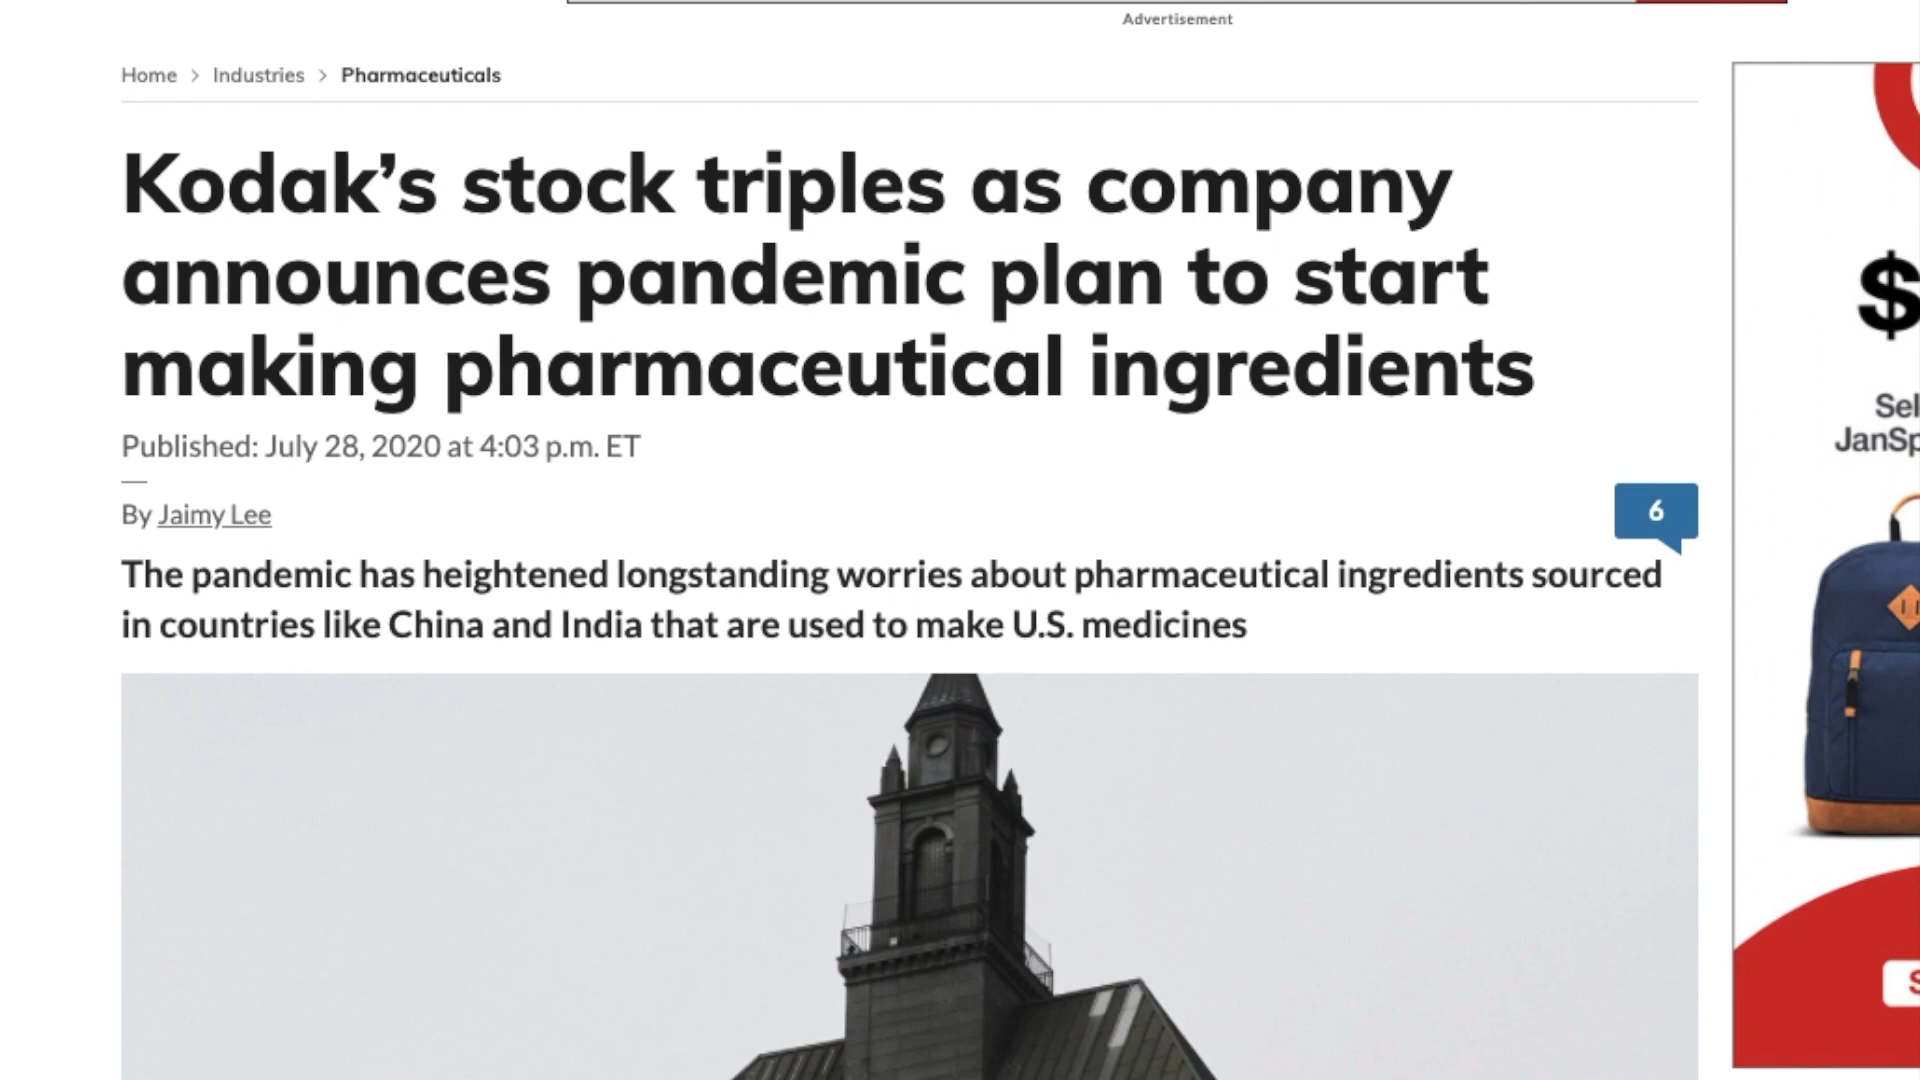 Advertisement
Home > Industries > Pharmaceuticals
Kodak’s stock triples as company
announces pandemic plan to start
making pharmaceutical ingredients
Published: July 28, 2020 at 4:03 p.m. ET
By Jaimy Lee
6
The pandemic has heightened longstanding worries about pharmaceutical ingredients sourced
in countries like China and India that are used to make U.S. medicines
$
Sel
JanSp
S